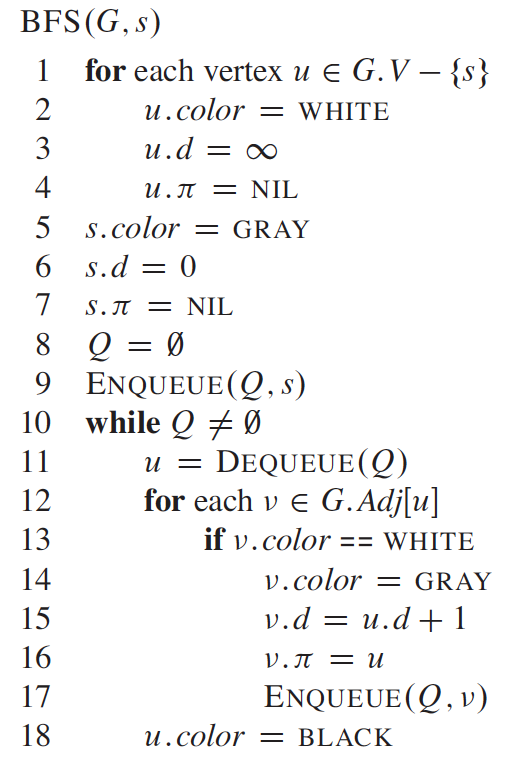 BFS(G, s)
1 for each vertex u ∈ G.V − {s}
2 u.color = WHITE
3 u.d = ∞
4 u.π = NIL
5 s.color = GRAY
6 s.d = 0
7 s.π = NIL
8 Q = Ø
9 ENQUEUE(Q, s)
10 while Q ≠ Ø
11 u = DEQUEUE(Q)
12 for each v ∈ G.Adj[u]
13 if v.color == WHITE
14 v.color = GRAY
15 v.d = u.d + 1
16 v.π = u
17 ENQUEUE(Q, v)
18 u.color = BLACK